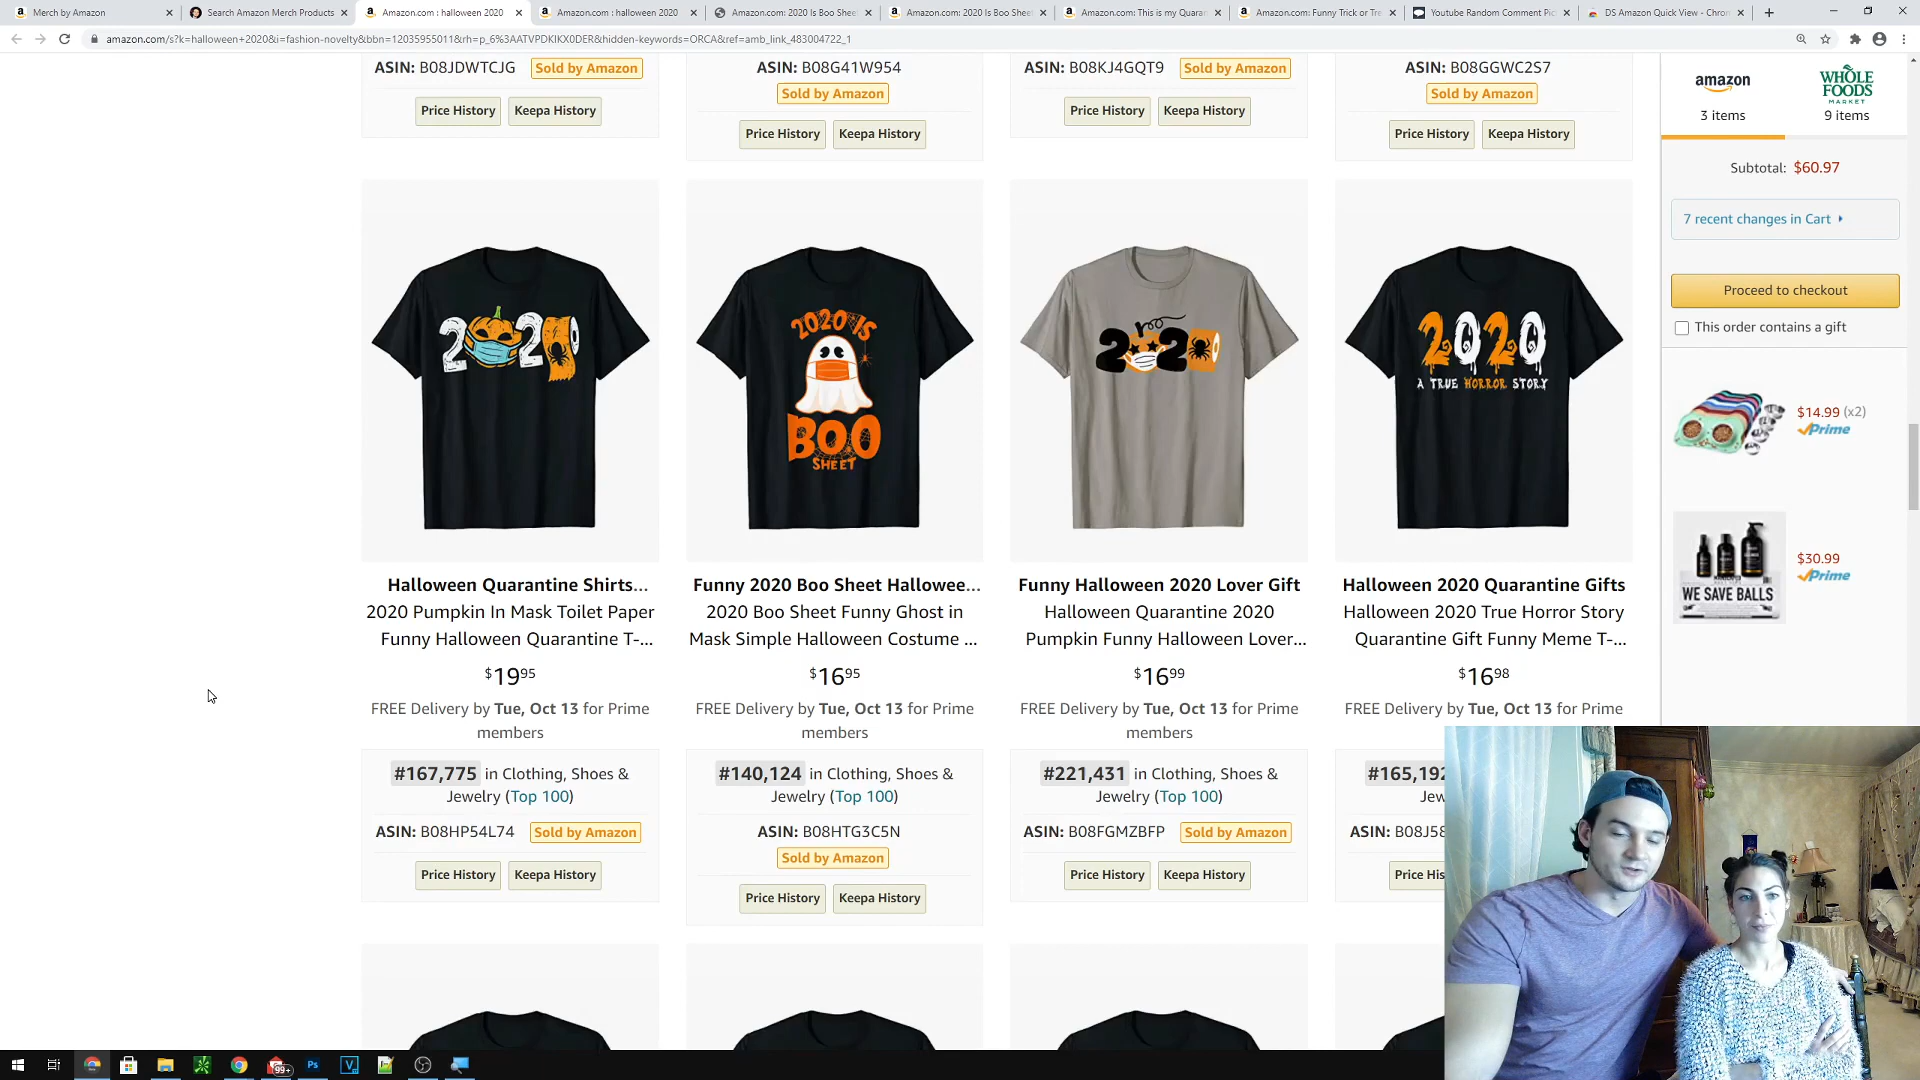 Merch by Amazon
Search Amazon Merch Products
Amazon.com : halloween 2020
Amazon.com : halloween 2020
Amazon.com: 2020 Is Boo Shee
Amazon.com: 2020 Is Boo Shee
Amazon.com: This is my Quaran
Amazon.com: Funny Trick or Tre
Youtube Random Comment Pic
DS Amazon Quick View - Chrom
amazon.com/s?k=halloween+2020&i=fashion-novelty&bbn=12035955011&rh=p_6%3AATVPDKIKX0DER&hidden-keywords=ORCA&ref=amb_link_483004722_1
ASIN: B08JDWTCJG Sold by Amazon
Price History Keepa History
ASIN: B08G41W954
Sold by Amazon
Price History Keepa History
ASIN: B08KJ4GQT9 Sold by Amazon
Price History Keepa History
ASIN: B08GGWC2S7
Sold by Amazon
Price History Keepa History
amazon
3 items
WHOLE
FOODS
MARKET
9 items
Subtotal: $60.97
7 recent changes in Cart
Proceed to checkout
This order contains a gift
$14.99 (x2)
Prime
$30.99
Prime
WE SAVE BALLS
2020
2020 IS
BOO
SHEET
2020
2020
A TRUE HORROR STORY
Halloween Quarantine Shirts...
2020 Pumpkin In Mask Toilet Paper
Funny Halloween Quarantine T-...
$19.95
FREE Delivery by Tue, Oct 13 for Prime
members
#167,775 in Clothing, Shoes &
Jewelry (Top 100)
ASIN: B08HP54L74 Sold by Amazon
Price History Keepa History
Funny 2020 Boo Sheet Hallowee...
2020 Boo Sheet Funny Ghost in
Mask Simple Halloween Costume ...
$16.95
FREE Delivery by Tue, Oct 13 for Prime
members
#140,124 in Clothing, Shoes &
Jewelry (Top 100)
ASIN: B08HTG3C5N
Sold by Amazon
Price History Keepa History
Funny Halloween 2020 Lover Gift
Halloween Quarantine 2020
Pumpkin Funny Halloween Lover...
$16.99
FREE Delivery by Tue, Oct 13 for Prime
members
#221,431 in Clothing, Shoes &
Jewelry (Top 100)
ASIN: B08FGMZBFP Sold by Amazon
Price History Keepa History
Halloween 2020 Quarantine Gifts
Halloween 2020 True Horror Story
Quarantine Gift Funny Meme T-...
$16.98
FREE Delivery by Tue, Oct 13 for Prime
#165,192
Jew
ASIN: B08J58
Price His
99+
Ps
V